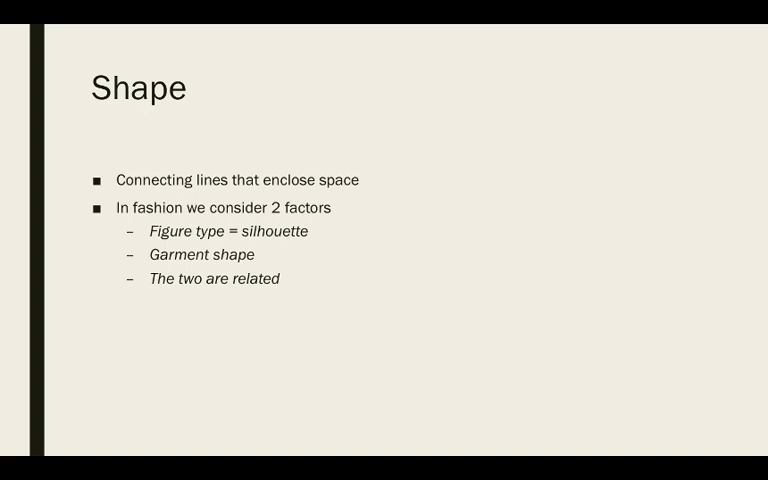 Shape
▪ Connecting lines that enclose space
▪ In fashion we consider 2 factors
– Figure type = silhouette
– Garment shape
– The two are related